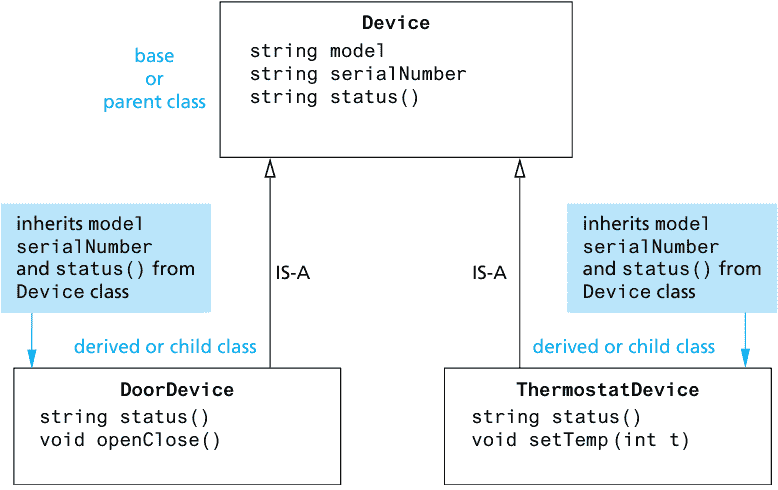 Device
string model
string serialNumber
string status()
base
or
parent class
inherits model
serialNumber
and status() from
Device class
IS-A
IS-A
inherits model
serialNumber
and status() from
Device class
derived or child class
derived or child class
DoorDevice
string status()
void openClose()
ThermostatDevice
string status()
void setTemp(int t)